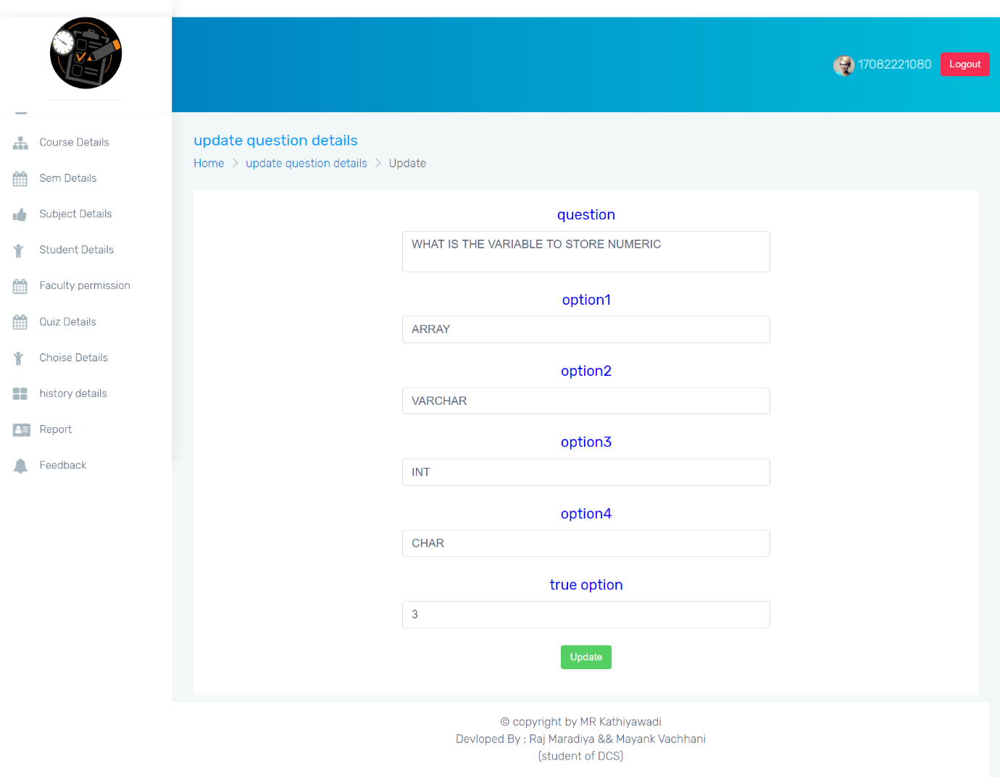 17082221080
Logout
Course Details
Sem Details
Subject Details
Student Details
Faculty permission
Quiz Details
Choise Details
history details
Report
Feedback
update question details
Home > update question details > Update
question
WHAT IS THE VARIABLE TO STORE NUMERIC
option1
ARRAY
option2
VARCHAR
option3
INT
option4
CHAR
true option
3
Update
© copyright by MR Kathiyawadi
Devloped By : Raj Maradiya && Mayank Vachhani
(student of DCS)